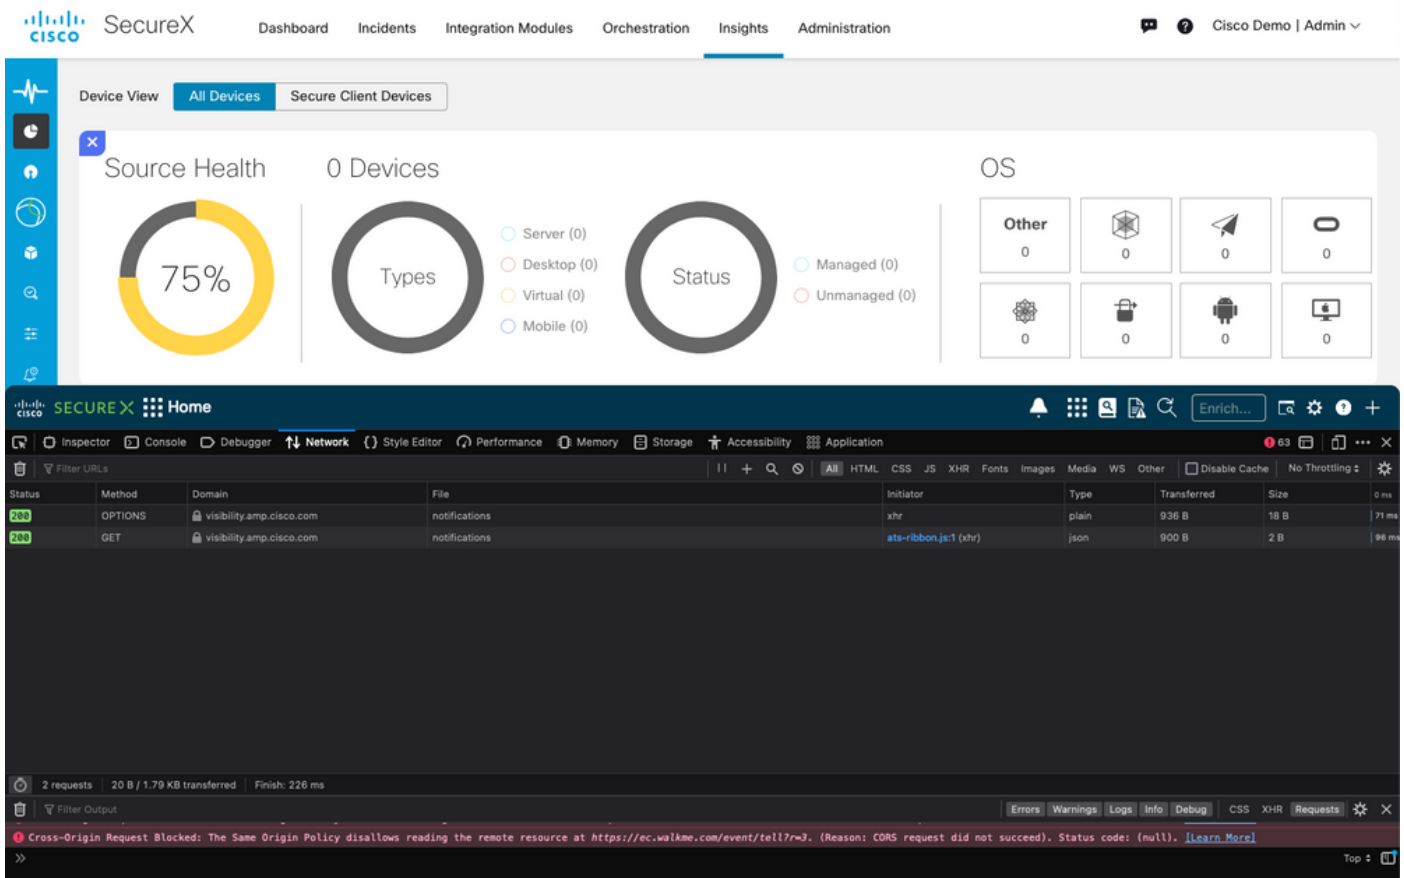 CISCO SecureX Dashboard Incidents Integration Modules Orchestration Insights Administration Cisco Demo | Admin
Device View All Devices Secure Client Devices
Source Health 0 Devices OS
75%
Types
Server (0)
Desktop (0)
Virtual (0)
Mobile (0)
Status
Managed (0)
Unmanaged (0)
Other
0 0 0 0
0 0 0 0
CISCO SECUREX Home Enrich...
Inspector Console Debugger Network Style Editor Performance Memory Storage Accessibility Application 63
Filter URLs All HTML CSS JS XHR Fonts Images Media WS Other Disable Cache No Throttling
Status Method Domain File Initiator Type Transferred Size 0 ms
200 OPTIONS visibility.amp.cisco.com notifications xhr plain 936 B 18 B 71 ms
200 GET visibility.amp.cisco.com notifications ats-ribbon.js:1 (xhr) json 900 B 2 B 96 ms
2 requests 20 B / 1.79 KB transferred Finish: 226 ms
Filter Output Errors Warnings Logs Info Debug CSS XHR Requests
Cross-Origin Request Blocked: The Same Origin Policy disallows reading the remote resource at https://ec.walkme.com/event/tell?r=3. (Reason: CORS request did not succeed). Status code: (null). [Learn More]
» Top